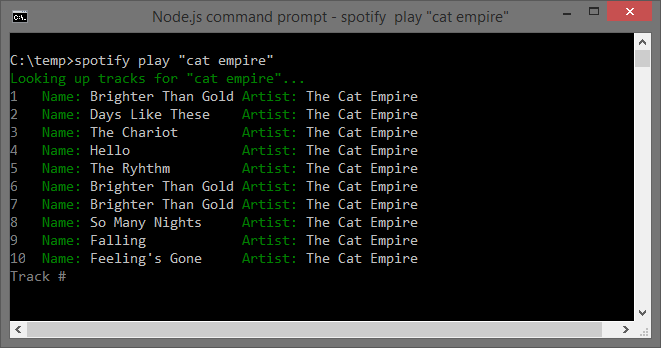 Node.js command prompt - spotify  play "cat empire"
C:\temp>spotify play "cat empire"
Looking up tracks for "cat empire"...
1   Name: Brighter Than Gold Artist: The Cat Empire
2   Name: Days Like These    Artist: The Cat Empire
3   Name: The Chariot        Artist: The Cat Empire
4   Name: Hello              Artist: The Cat Empire
5   Name: The Ryhthm         Artist: The Cat Empire
6   Name: Brighter Than Gold Artist: The Cat Empire
7   Name: Brighter Than Gold Artist: The Cat Empire
8   Name: So Many Nights     Artist: The Cat Empire
9   Name: Falling            Artist: The Cat Empire
10  Name: Feeling's Gone     Artist: The Cat Empire
Track #